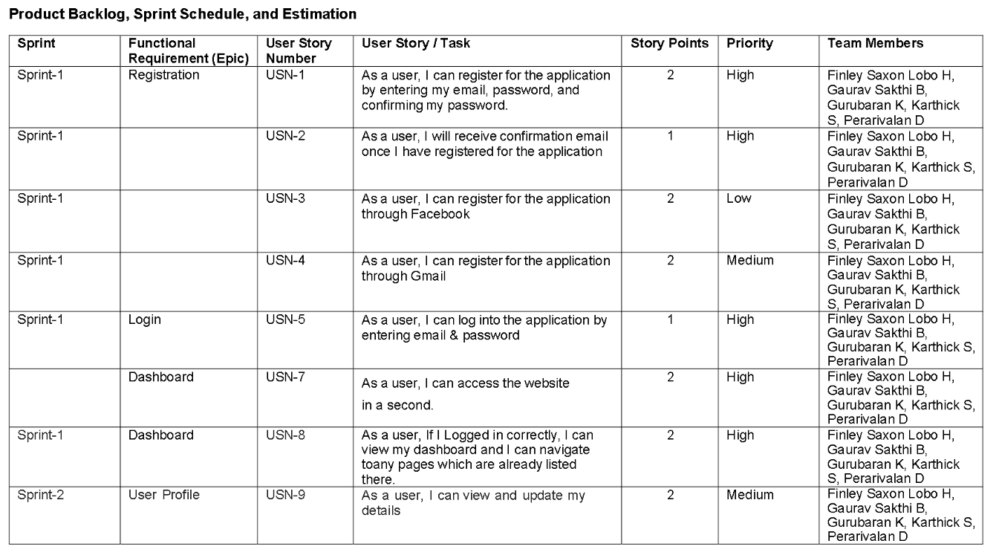 Product Backlog, Sprint Schedule, and Estimation
Sprint
Functional
Requirement (Epic)
User Story
Number
User Story / Task
Story Points
Priority
Team Members
Sprint-1
Registration
USN-1
As a user, I can register for the application
by entering my email, password, and
confirming my password.
2
High
Finley Saxon Lobo H,
Gaurav Sakthi B,
Gurubaran K, Karthick
S, Perarivalan D
Sprint-1
USN-2
As a user, I will receive confirmation email
once I have registered for the application
1
High
Finley Saxon Lobo H,
Gaurav Sakthi B,
Gurubaran K, Karthick S,
Perarivalan D
Sprint-1
USN-3
As a user, I can register for the application
through Facebook
2
Low
Finley Saxon Lobo H,
Gaurav Sakthi B,
Gurubaran K, Karthick
S, Perarivalan D
Sprint-1
USN-4
As a user, I can register for the application
through Gmail
2
Medium
Finley Saxon Lobo H,
Gaurav Sakthi B,
Gurubaran K, Karthick
S, Perarivalan D
Sprint-1
Login
USN-5
As a user, I can log into the application by
entering email & password
1
High
Finley Saxon Lobo H,
Gaurav Sakthi B,
Gurubaran K, Karthick S,
Perarivalan D
Dashboard
USN-7
As a user, I can access the website
in a second.
2
High
Finley Saxon Lobo H,
Gaurav Sakthi B,
Gurubaran K, Karthick S,
Perarivalan D
Sprint-1
Dashboard
USN-8
As a user, If I Logged in correctly, I can
view my dashboard and I can navigate
toany pages which are already listed
there.
2
High
Finley Saxon Lobo H,
Gaurav Sakthi B,
Gurubaran K, Karthick
S, Perarivalan D
Sprint-2
User Profile
USN-9
As a user, I can view and update my
details
2
Medium
Finley Saxon Lobo H,
Gaurav Sakthi B,
Gurubaran K, Karthick S,
Perarivalan D